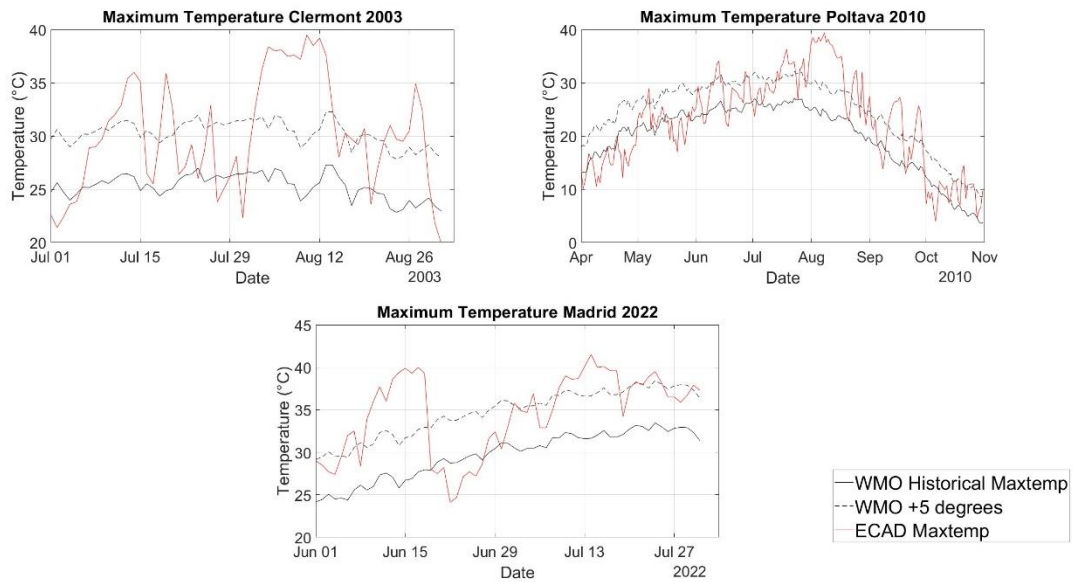 Maximum Temperature Clermont 2003
40
35
30
25
20
Temperature (°C)
Jul 01 Jul 15 Jul 29 Aug 12 Aug 26
Date
2003
Maximum Temperature Poltava 2010
40
30
20
10
0
Temperature (°C)
Apr May Jun Jul Aug Sep Oct Nov
Date
2010
Maximum Temperature Madrid 2022
45
40
35
30
25
20
Temperature (°C)
Jun 01 Jun 15 Jun 29 Jul 13 Jul 27
Date
2022
WMO Historical Maxtemp
WMO +5 degrees
ECAD Maxtemp